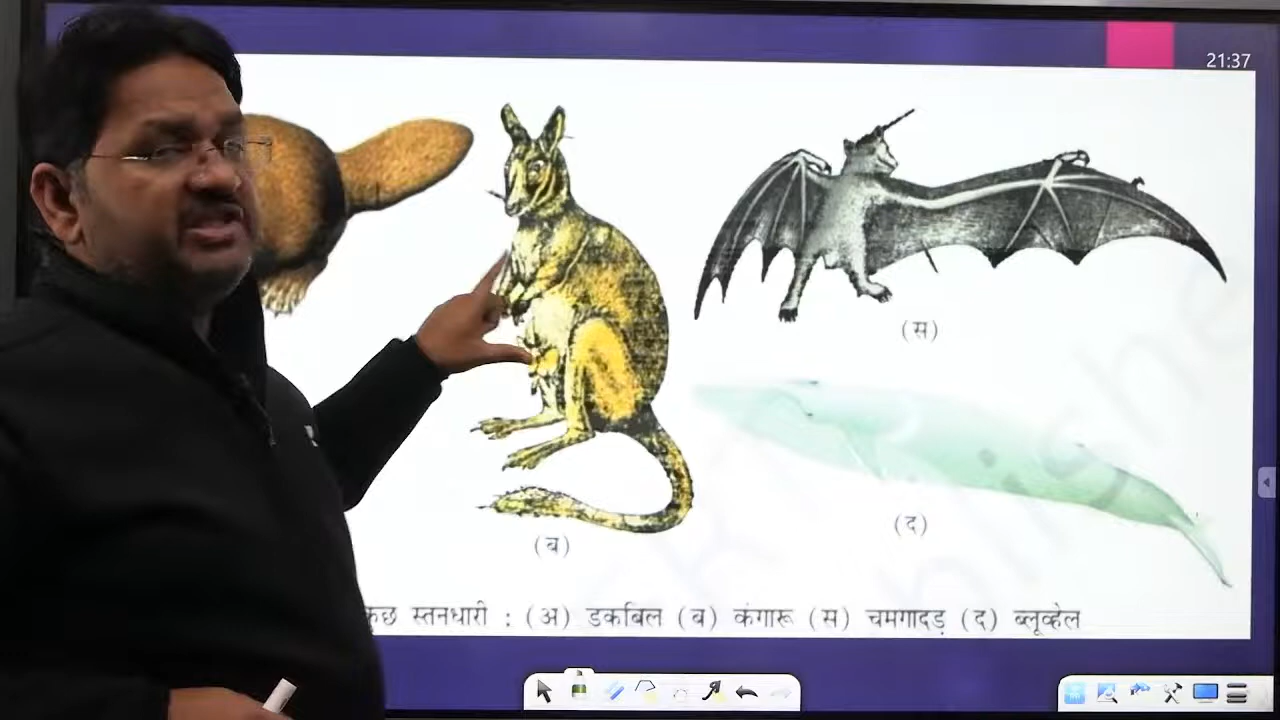 21:37
(स)
(द)
(ब)
कुछ स्तनधारी : (अ) डकबिल (ब) कंगारू (स) चमगादड़ (द) ब्लूव्हेल